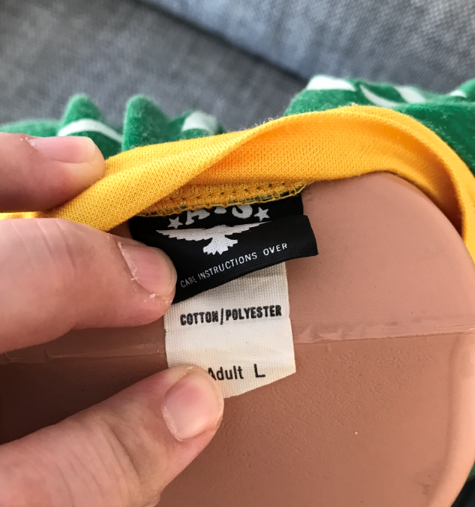 CARE INSTRUCTIONS OVER
COTTON/POLYESTER
Adult L